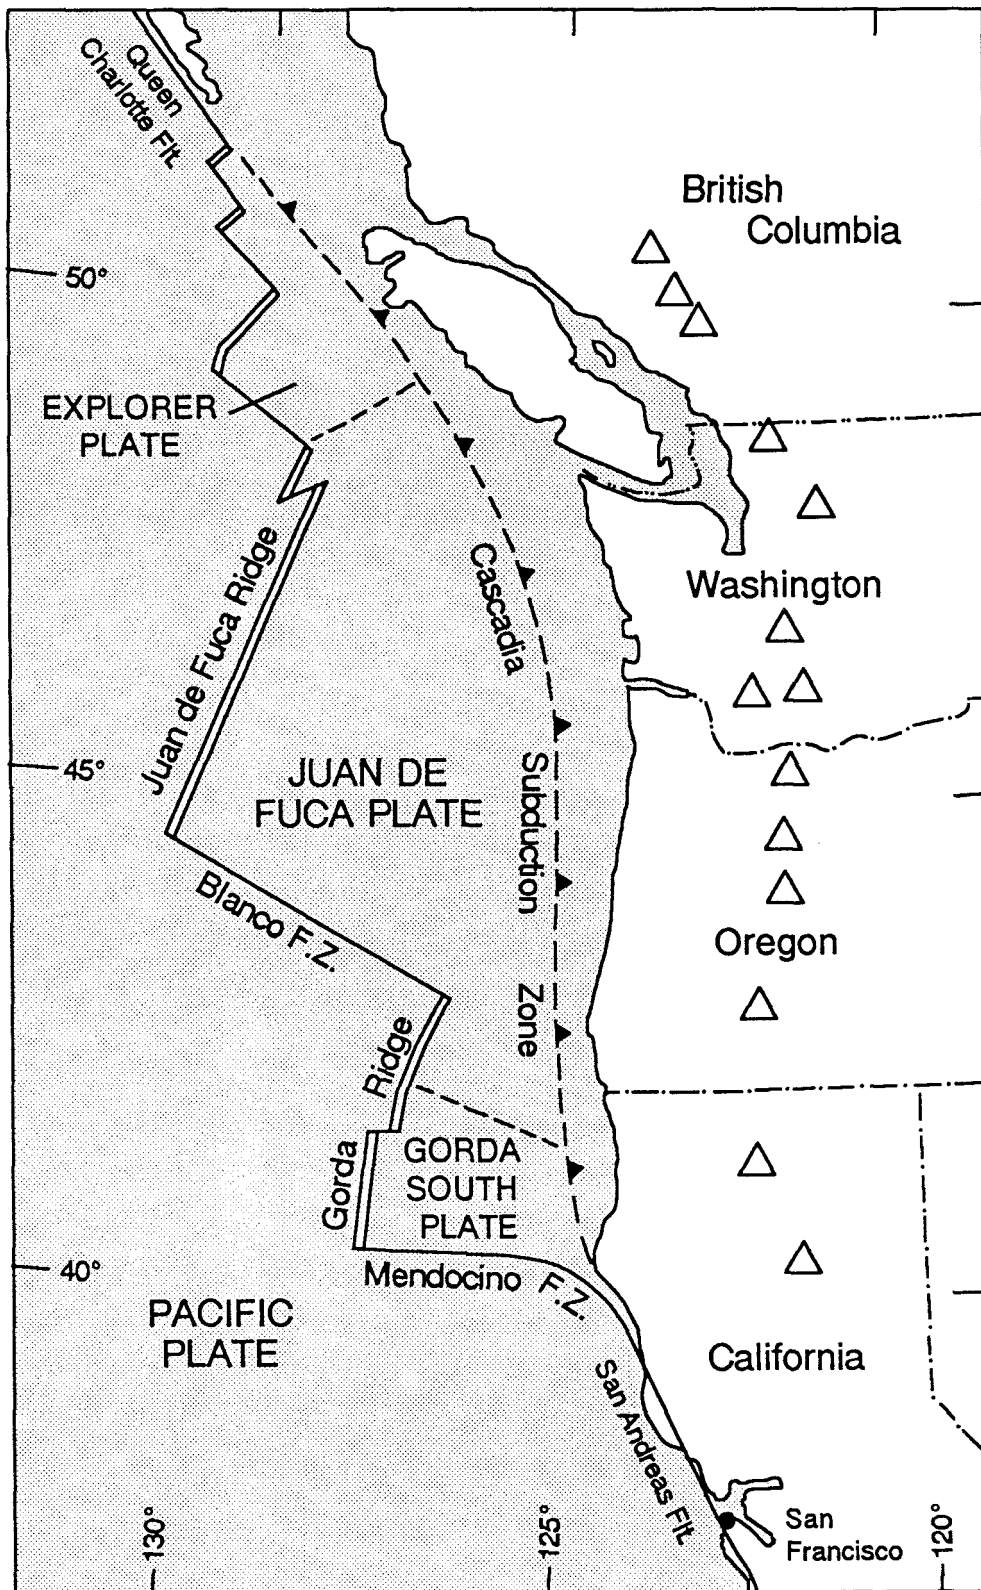 Queen
Charlotte Flt.
British
Columbia
50°
EXPLORER
PLATE
Juan de Fuca Ridge
Cascadia
Subduction
Zone
Washington
45°
JUAN DE
FUCA PLATE
Blanco F.Z.
Oregon
Gorda
Ridge
GORDA
SOUTH
PLATE
40°
Mendocino F.Z.
PACIFIC
PLATE
California
San Andreas Flt.
San
Francisco
130°
125°
120°